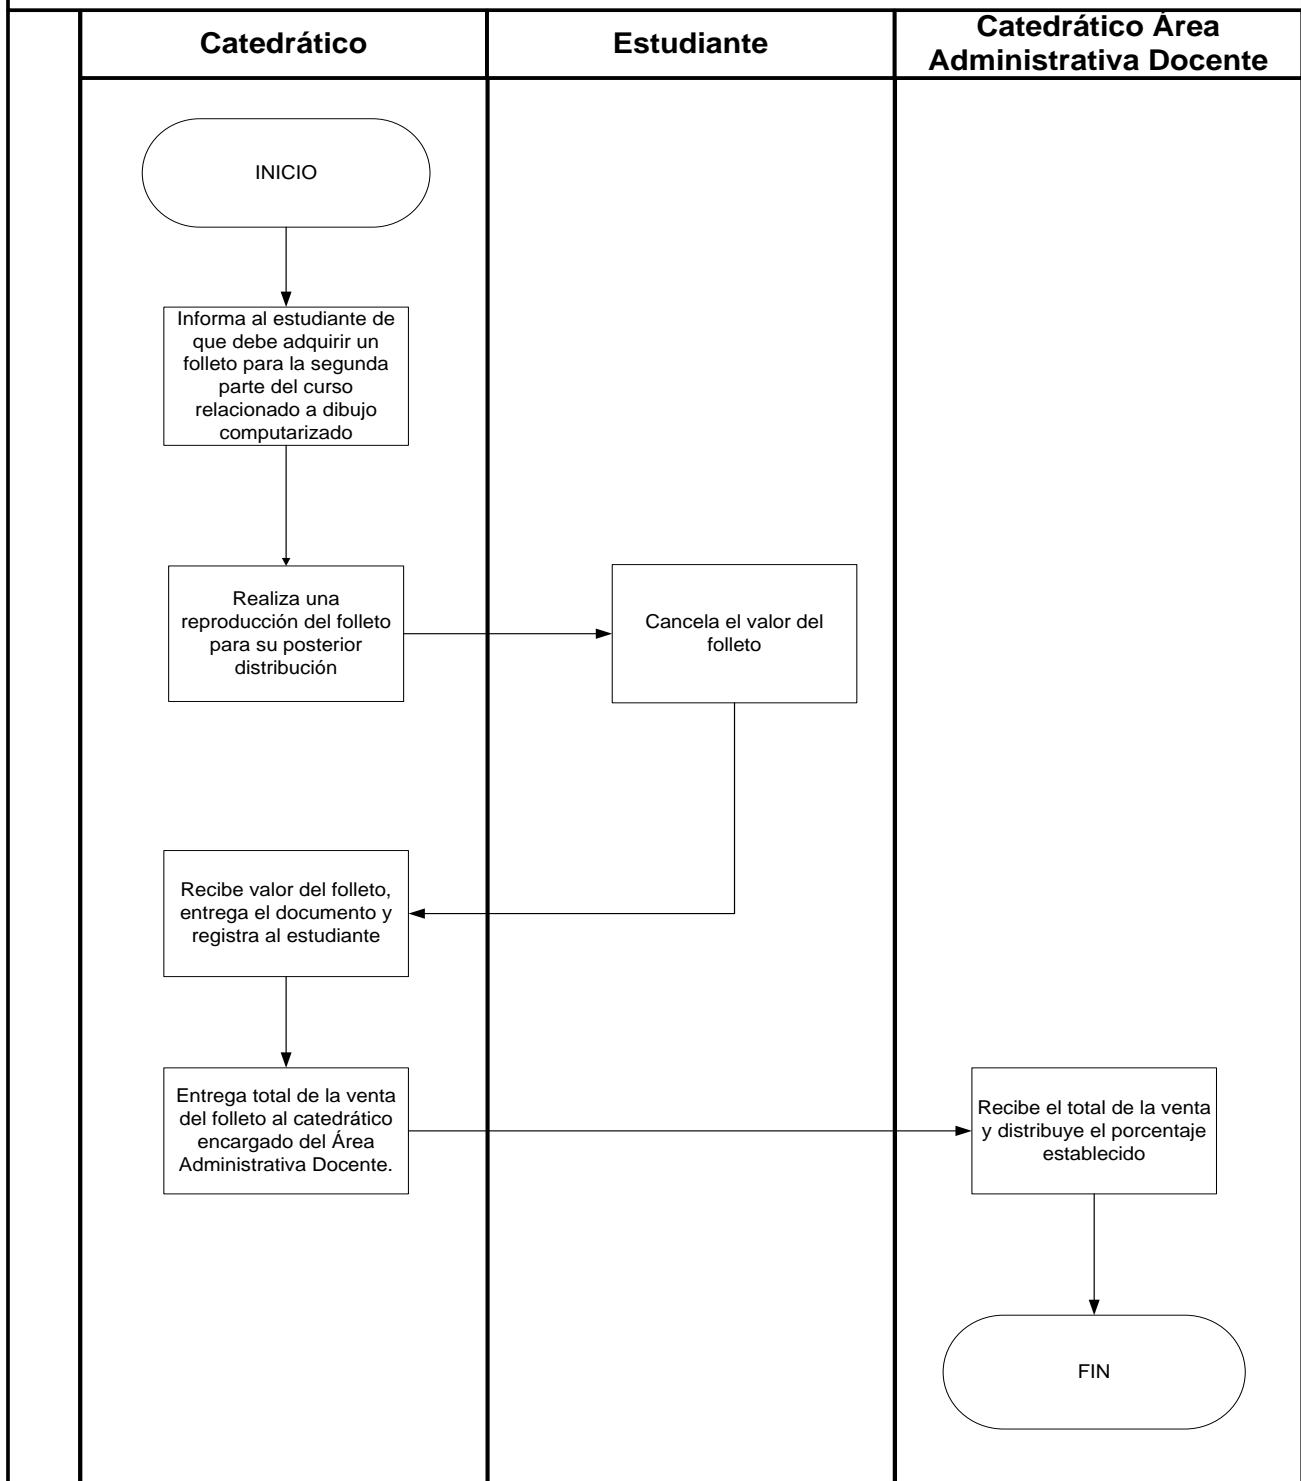 Catedrático
Estudiante
Catedrático Área
Administrativa Docente
INICIO
Informa al estudiante de
que debe adquirir un
folleto para la segunda
parte del curso
relacionado a dibujo
computarizado
Realiza una
reproducción del folleto
para su posterior
distribución
Cancela el valor del
folleto
Recibe valor del folleto,
entrega el documento y
registra al estudiante
Entrega total de la venta
del folleto al catedrático
encargado del Área
Administrativa Docente.
Recibe el total de la venta
y distribuye el porcentaje
establecido
FIN